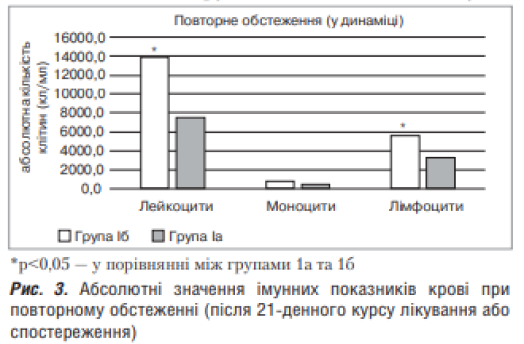 Повторне обстеження (у динаміці)
абсолютна кількість
клітин (кл/мл)
16000,0
14000,0
12000,0
10000,0
8000,0
6000,0
4000,0
2000,0
0,0
*
*
Лейкоцити Моноцити Лімфоцити
Група Іб Група Іа
*p<0,05 — у порівнянні між групами 1а та 1б
Рис. 3. Абсолютні значення імунних показників крові при
повторному обстеженні (після 21-денного курсу лікування або
спостереження)